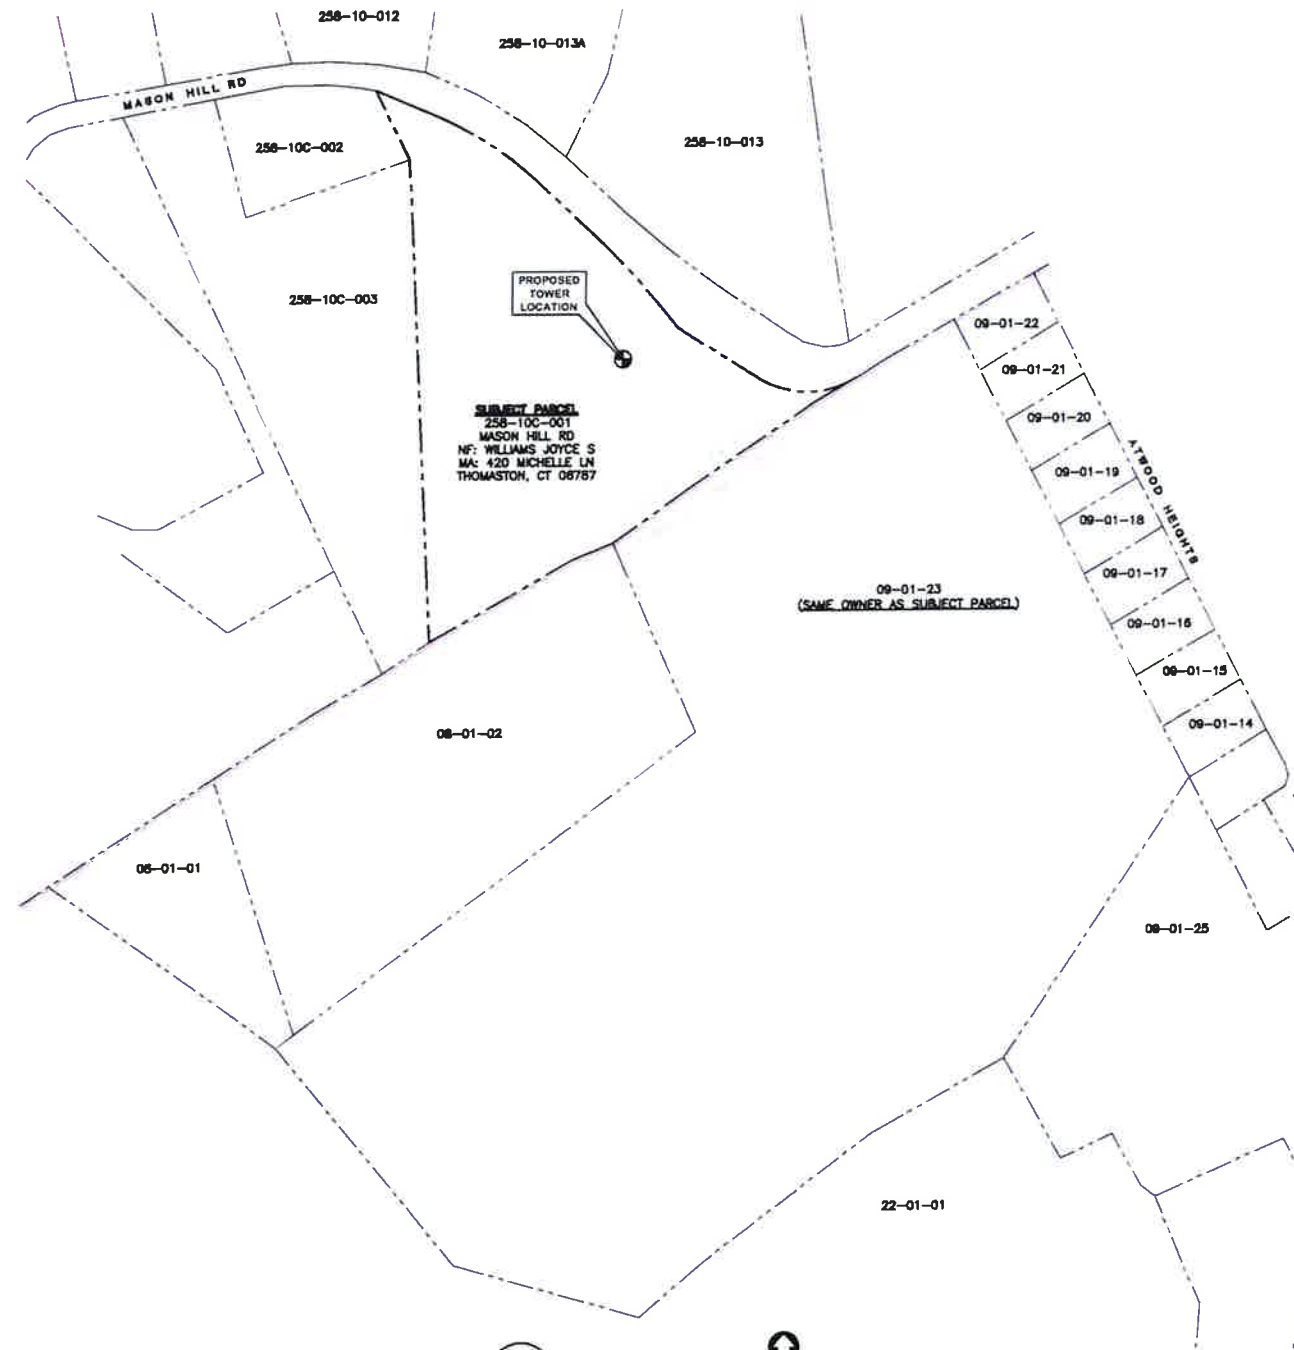 258-10-012
258-10-013A
MASON HILL RD
258-10C-002
258-10-013
258-10C-003
PROPOSED
TOWER
LOCATION
09-01-22
09-01-21
09-01-20
09-01-19
09-01-18
09-01-17
09-01-16
09-01-15
09-01-14
ATWOOD HEIGHTS
SUBJECT PARCEL
258-10C-001
MASON HILL RD
NF: WILLIAMS JOYCE S
MA: 420 MICHELLE LN
THOMASTON, CT 06787
09-01-23
(SAME OWNER AS SUBJECT PARCEL)
08-01-02
09-01-25
22-01-01